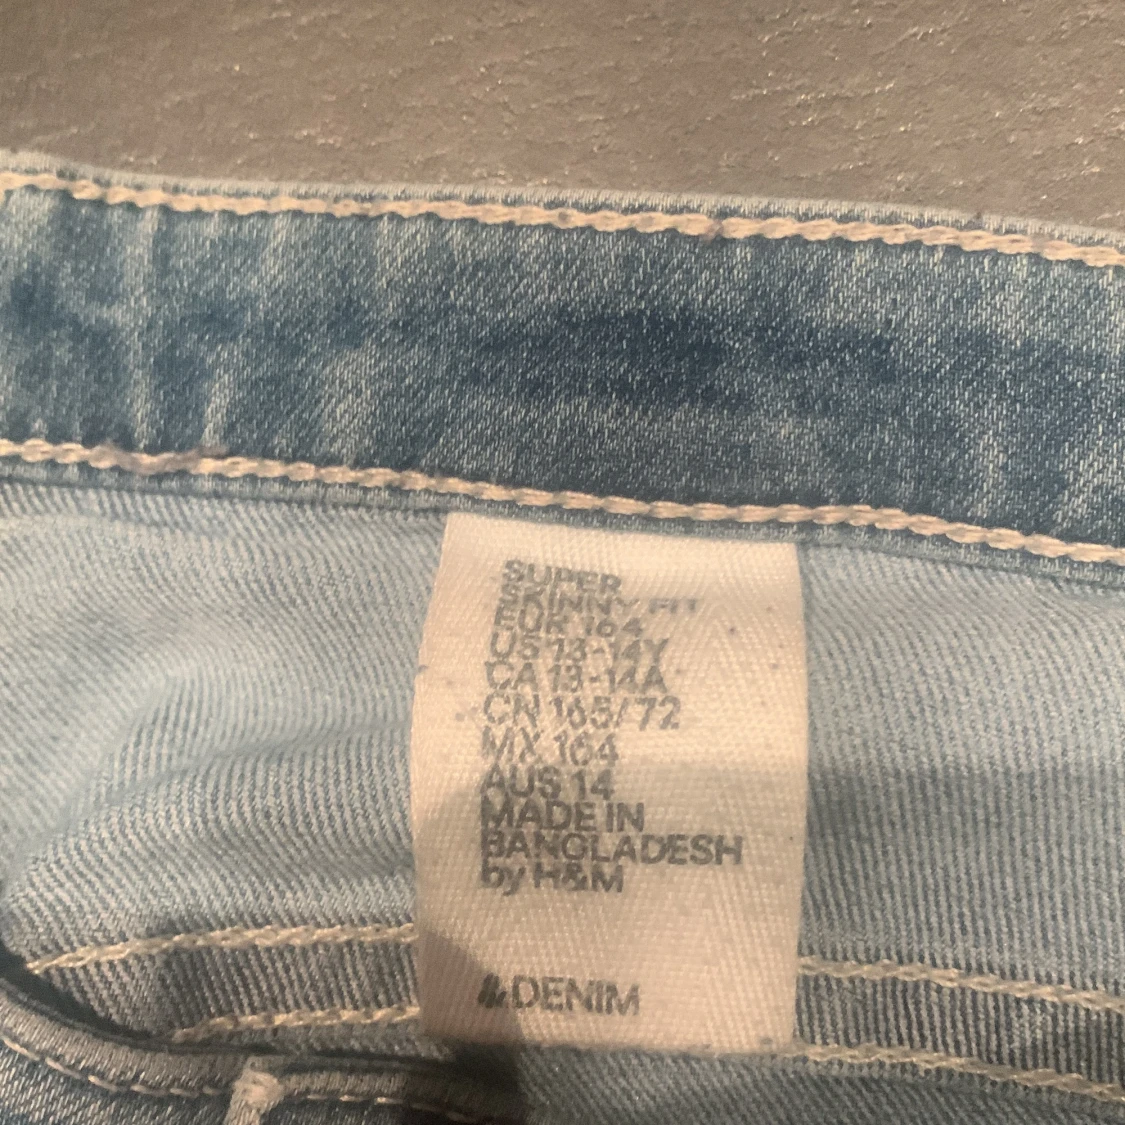 SUPER
SKINNY FIT
EUR 164
US 13-14Y
CA 13-14A
CN 165/72
MX 164
AUS 14
MADE IN
BANGLADESH
by H&M
&DENIM